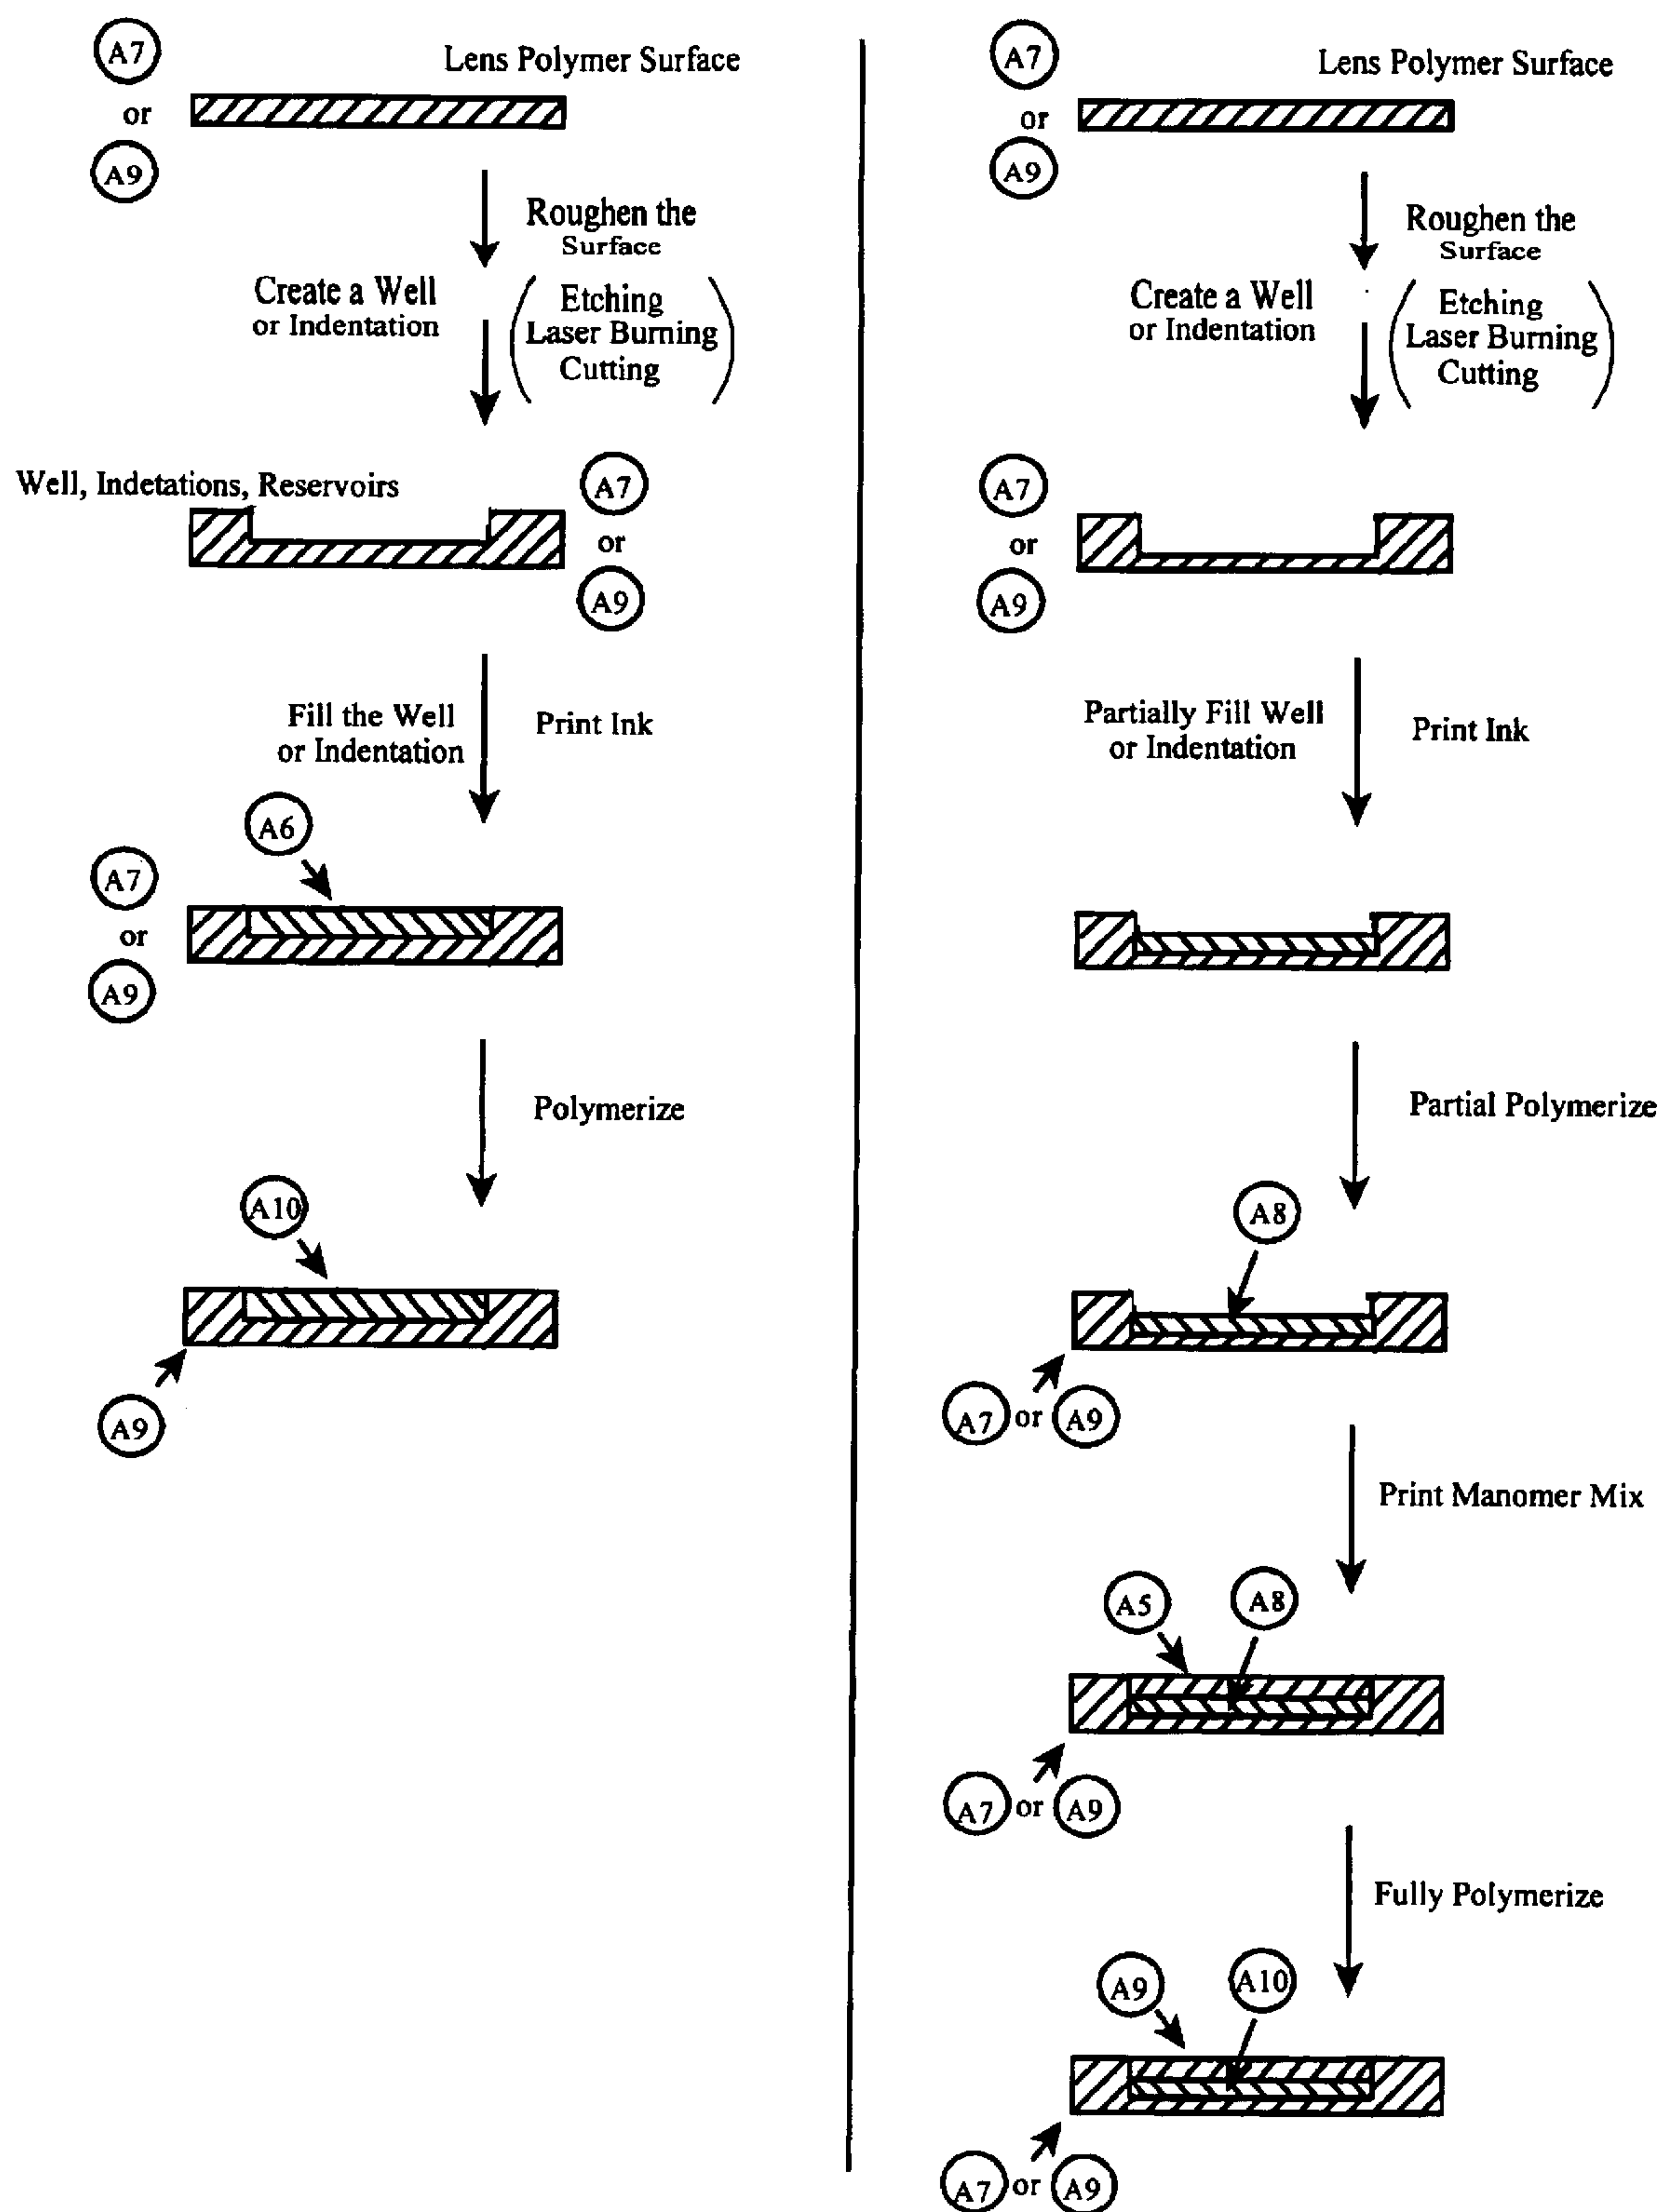 A7
or
A9
Lens Polymer Surface
Roughen the
Surface
Create a Well
or Indentation
Etching
Laser Burning
Cutting
Well, Indetations, Reservoirs
A7
or
A9
Fill the Well
or Indentation
Print Ink
A6
A7
or
A9
Polymerize
A10
A9
A7
or
A9
Lens Polymer Surface
Roughen the
Surface
Create a Well
or Indentation
Etching
Laser Burning
Cutting
A7
or
A9
Partially Fill Well
or Indentation
Print Ink
Partial Polymerize
A8
A7 or A9
Print Manomer Mix
A5 A8
A7 or A9
Fully Polymerize
A9 A10
A7 or A9